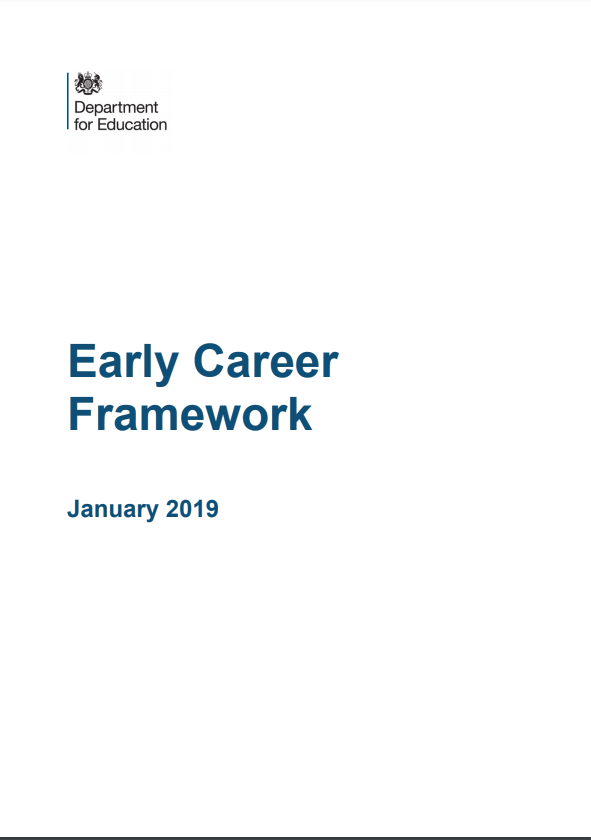 Department
for Education
Early Career
Framework
January 2019